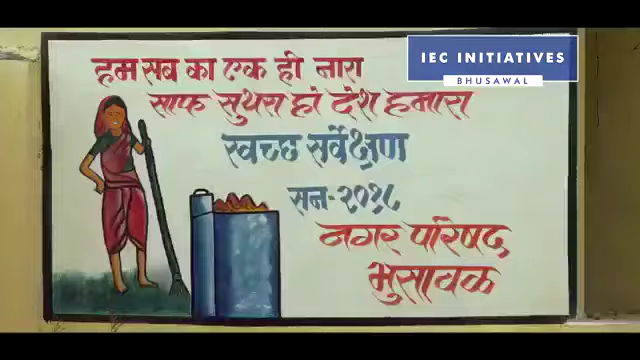 हम सब का एक ही नारा
साफ सुथरा हो देश हमारा
स्वच्छ सर्वेक्षण
सन-२०१८
नगर परिषद,
भुसावळ
IEC INITIATIVES
BHUSAWAL